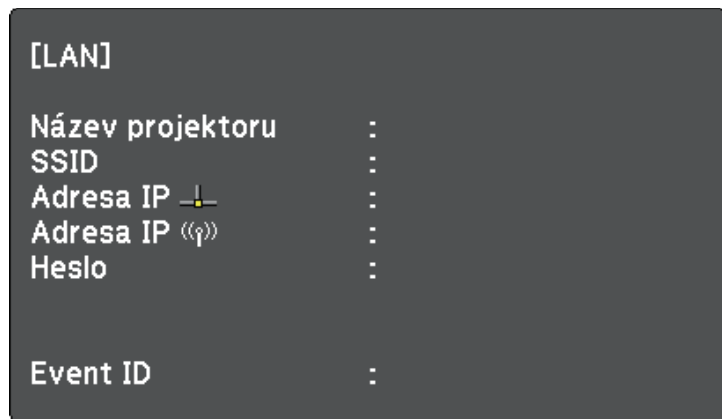 [LAN]
Název projektoru :
SSID :
Adresa IP :
Adresa IP :
Heslo :
Event ID :